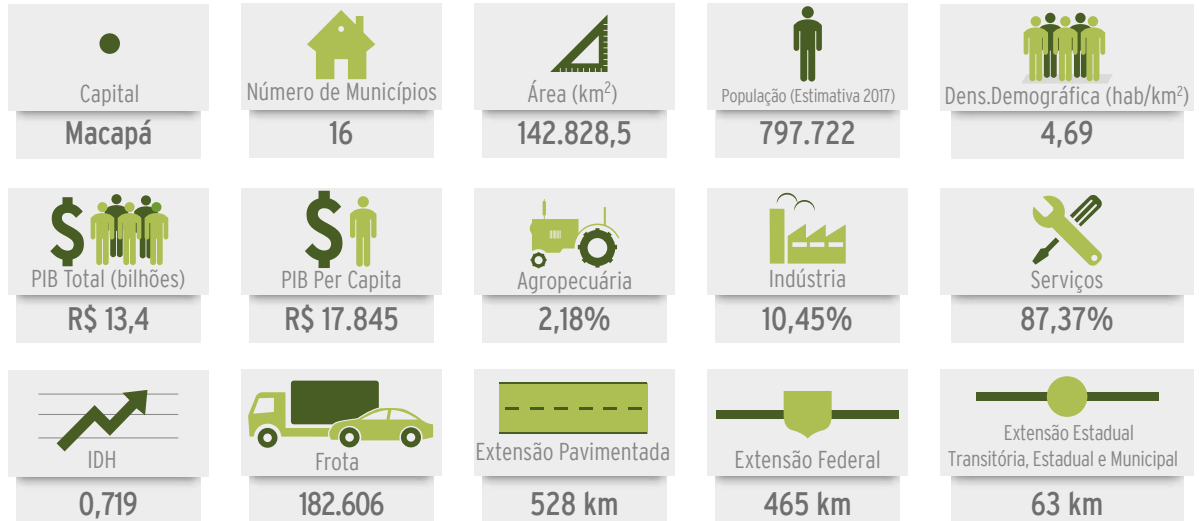 Capital
Macapá
Número de Municípios
16
Área (km²)
142.828,5
População (Estimativa 2017)
797.722
Dens.Demográfica (hab/km²)
4,69
$
PIB Total (bilhões)
R$ 13,4
$
PIB Per Capita
R$ 17.845
Agropecuária
2,18%
Indústria
10,45%
Serviços
87,37%
IDH
0,719
Frota
182.606
Extensão Pavimentada
528 km
Extensão Federal
465 km
Extensão Estadual
Transitória, Estadual e Municipal
63 km